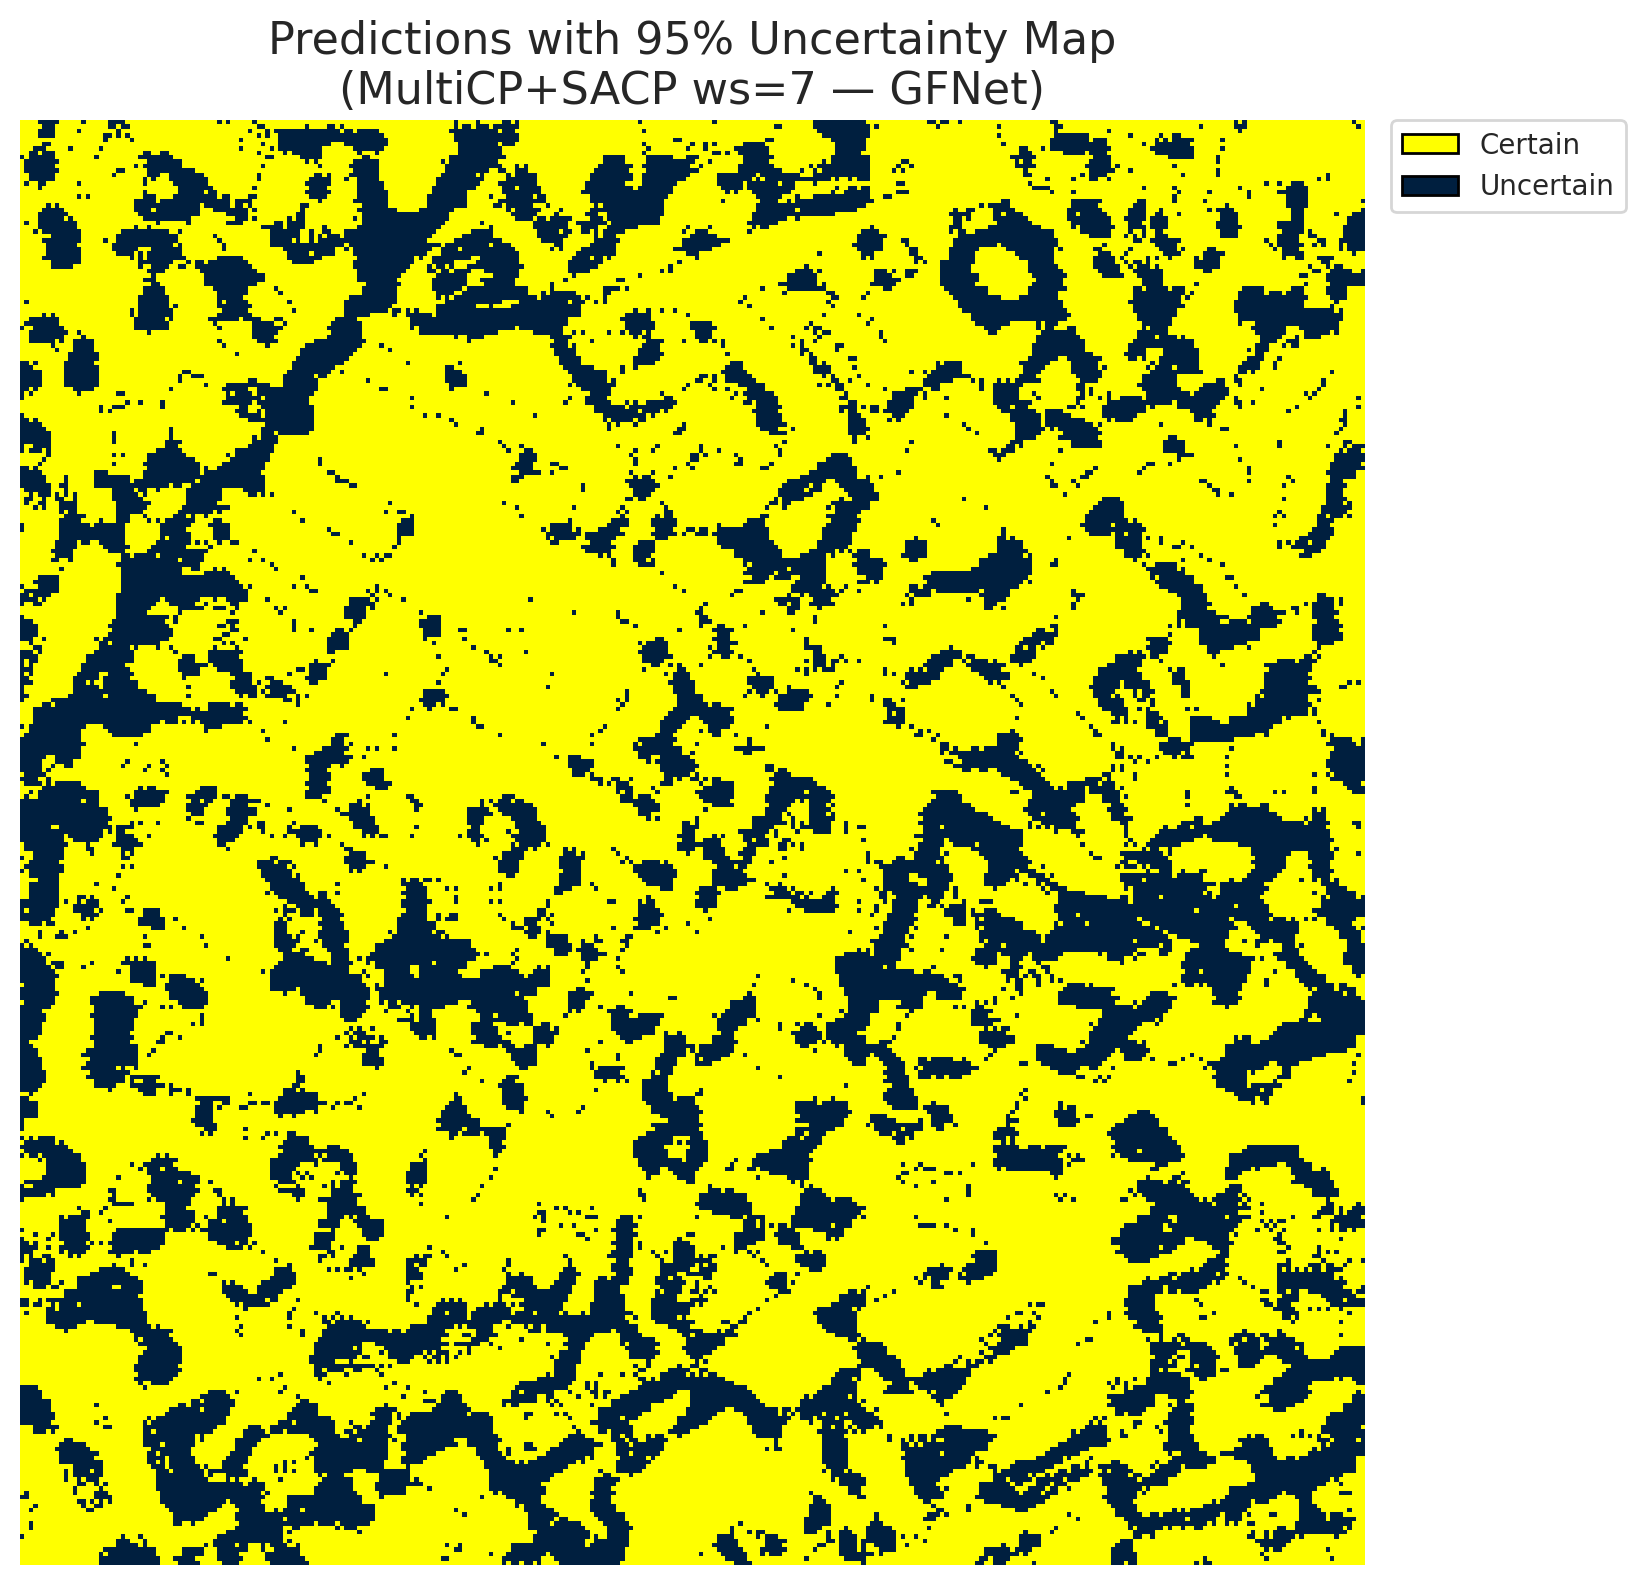 Predictions with 95% Uncertainty Map
(MultiCP+SACP ws=7 — GFNet)
Certain
Uncertain